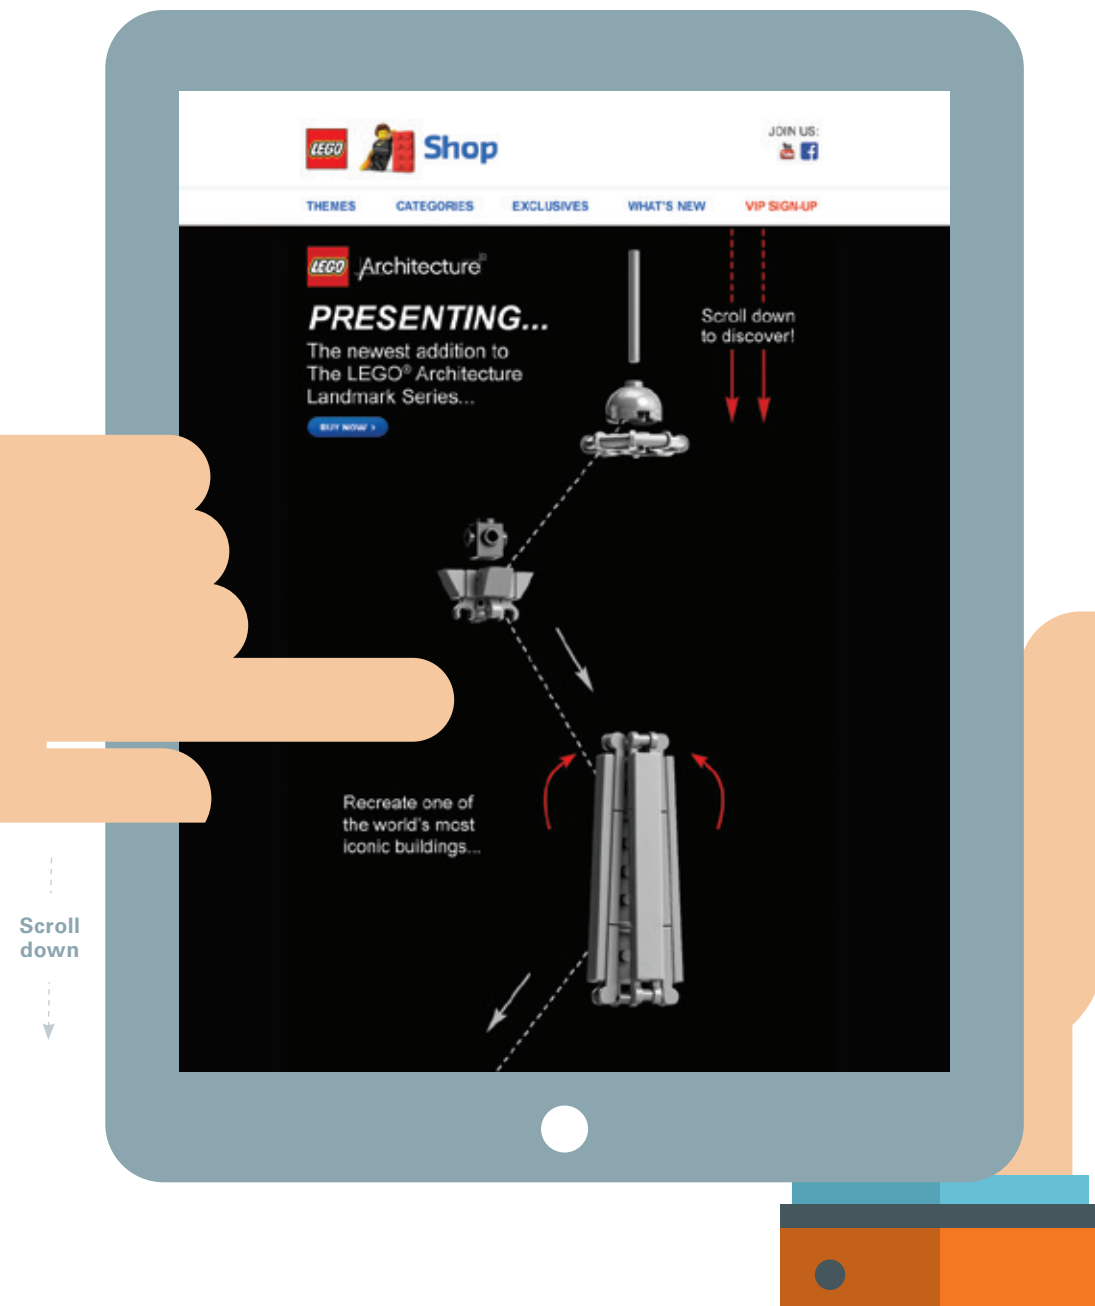 LEGO
Shop
JOIN US:
You
Tube
THEMES CATEGORIES EXCLUSIVES WHAT'S NEW VIP SIGN-UP
LEGO Architecture®
PRESENTING...
The newest addition to
The LEGO® Architecture
Landmark Series...
BUY NOW >
Scroll down
to discover!
Recreate one of
the world's most
iconic buildings...
Scroll
down